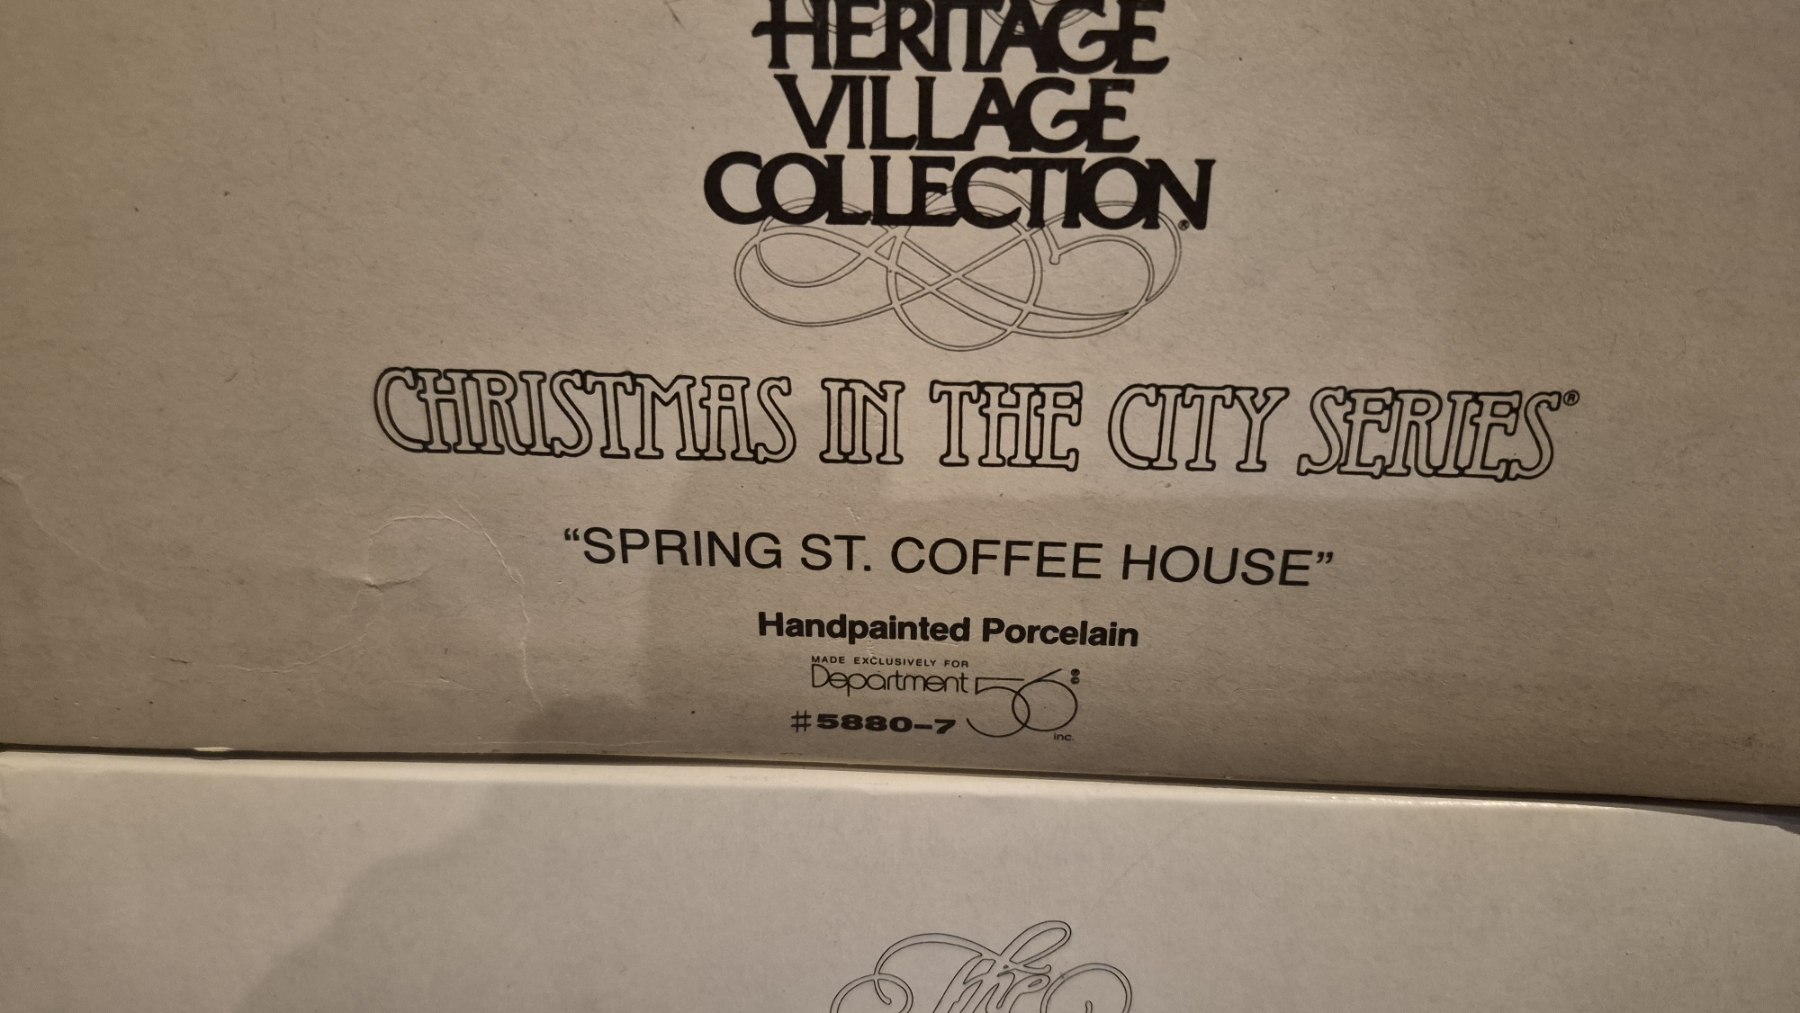 HERITAGE
VILLAGE
COLLECTION®
CHRISTMAS IN THE CITY SERIES®
“SPRING ST. COFFEE HOUSE”
Handpainted Porcelain
MADE EXCLUSIVELY FOR
Department 56®
#5880–7
inc.
The